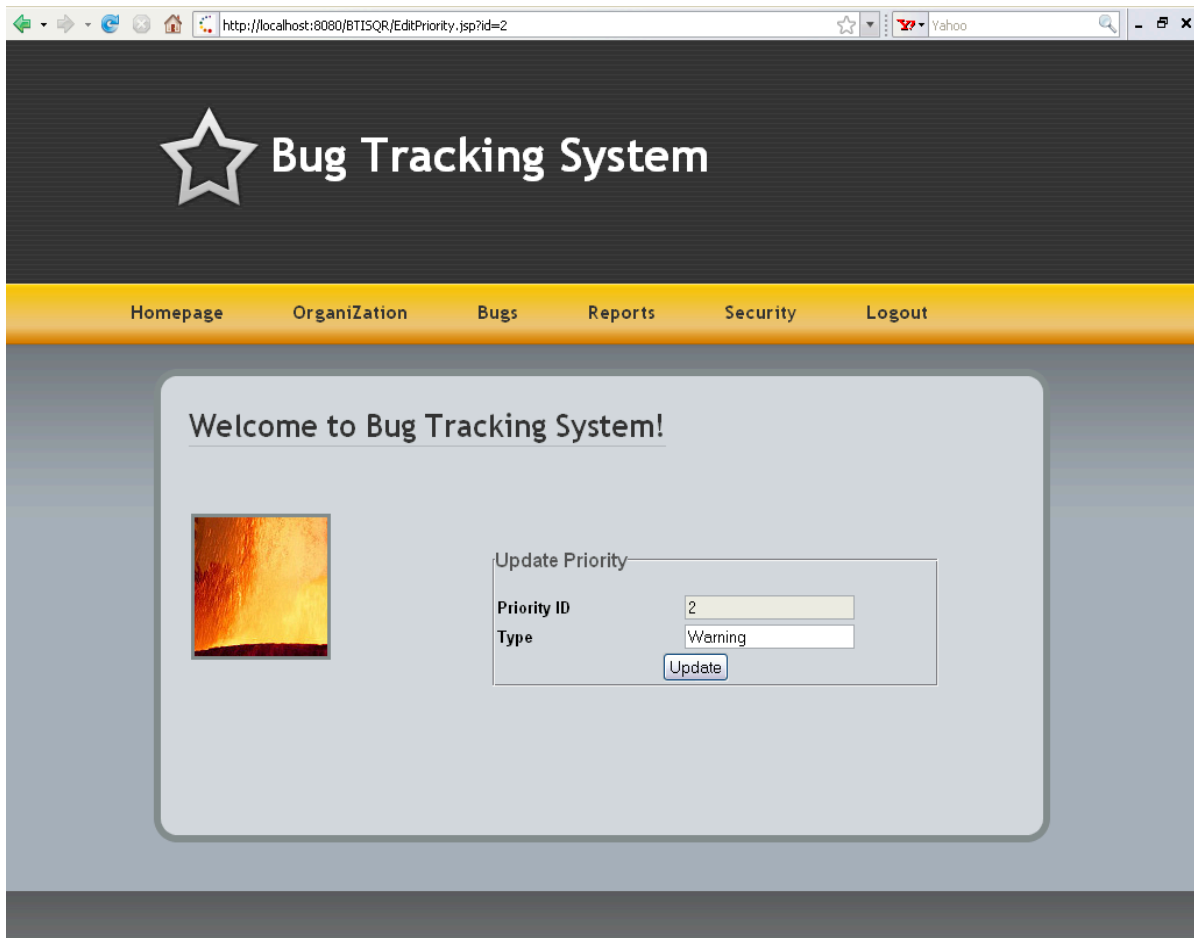 http://localhost:8080/BTISQR/EditPriority.jsp?id=2
Yahoo
Bug Tracking System
Homepage OrganiZation Bugs Reports Security Logout
Welcome to Bug Tracking System!
Update Priority
Priority ID 2
Type Warning
Update